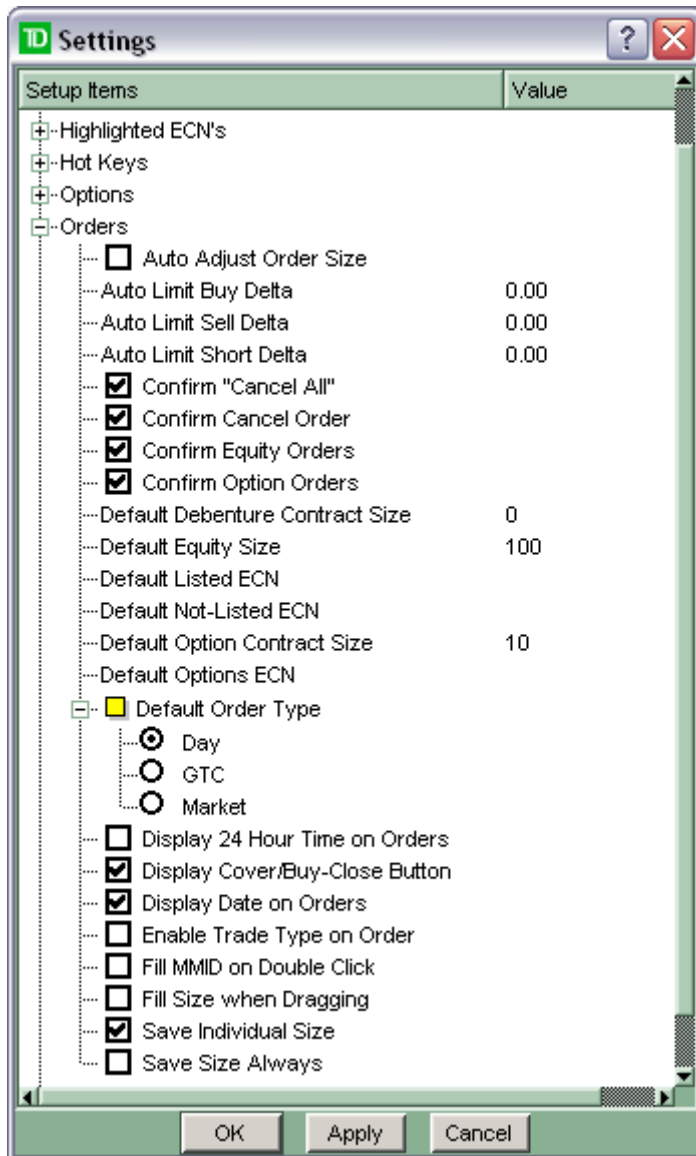 TD Settings
Setup Items Value
Highlighted ECN's
Hot Keys
Options
Orders
Auto Adjust Order Size
Auto Limit Buy Delta 0.00
Auto Limit Sell Delta 0.00
Auto Limit Short Delta 0.00
Confirm "Cancel All"
Confirm Cancel Order
Confirm Equity Orders
Confirm Option Orders
Default Debenture Contract Size 0
Default Equity Size 100
Default Listed ECN
Default Not-Listed ECN
Default Option Contract Size 10
Default Options ECN
Default Order Type
Day
GTC
Market
Display 24 Hour Time on Orders
Display Cover/Buy-Close Button
Display Date on Orders
Enable Trade Type on Order
Fill MMID on Double Click
Fill Size when Dragging
Save Individual Size
Save Size Always
OK Apply Cancel